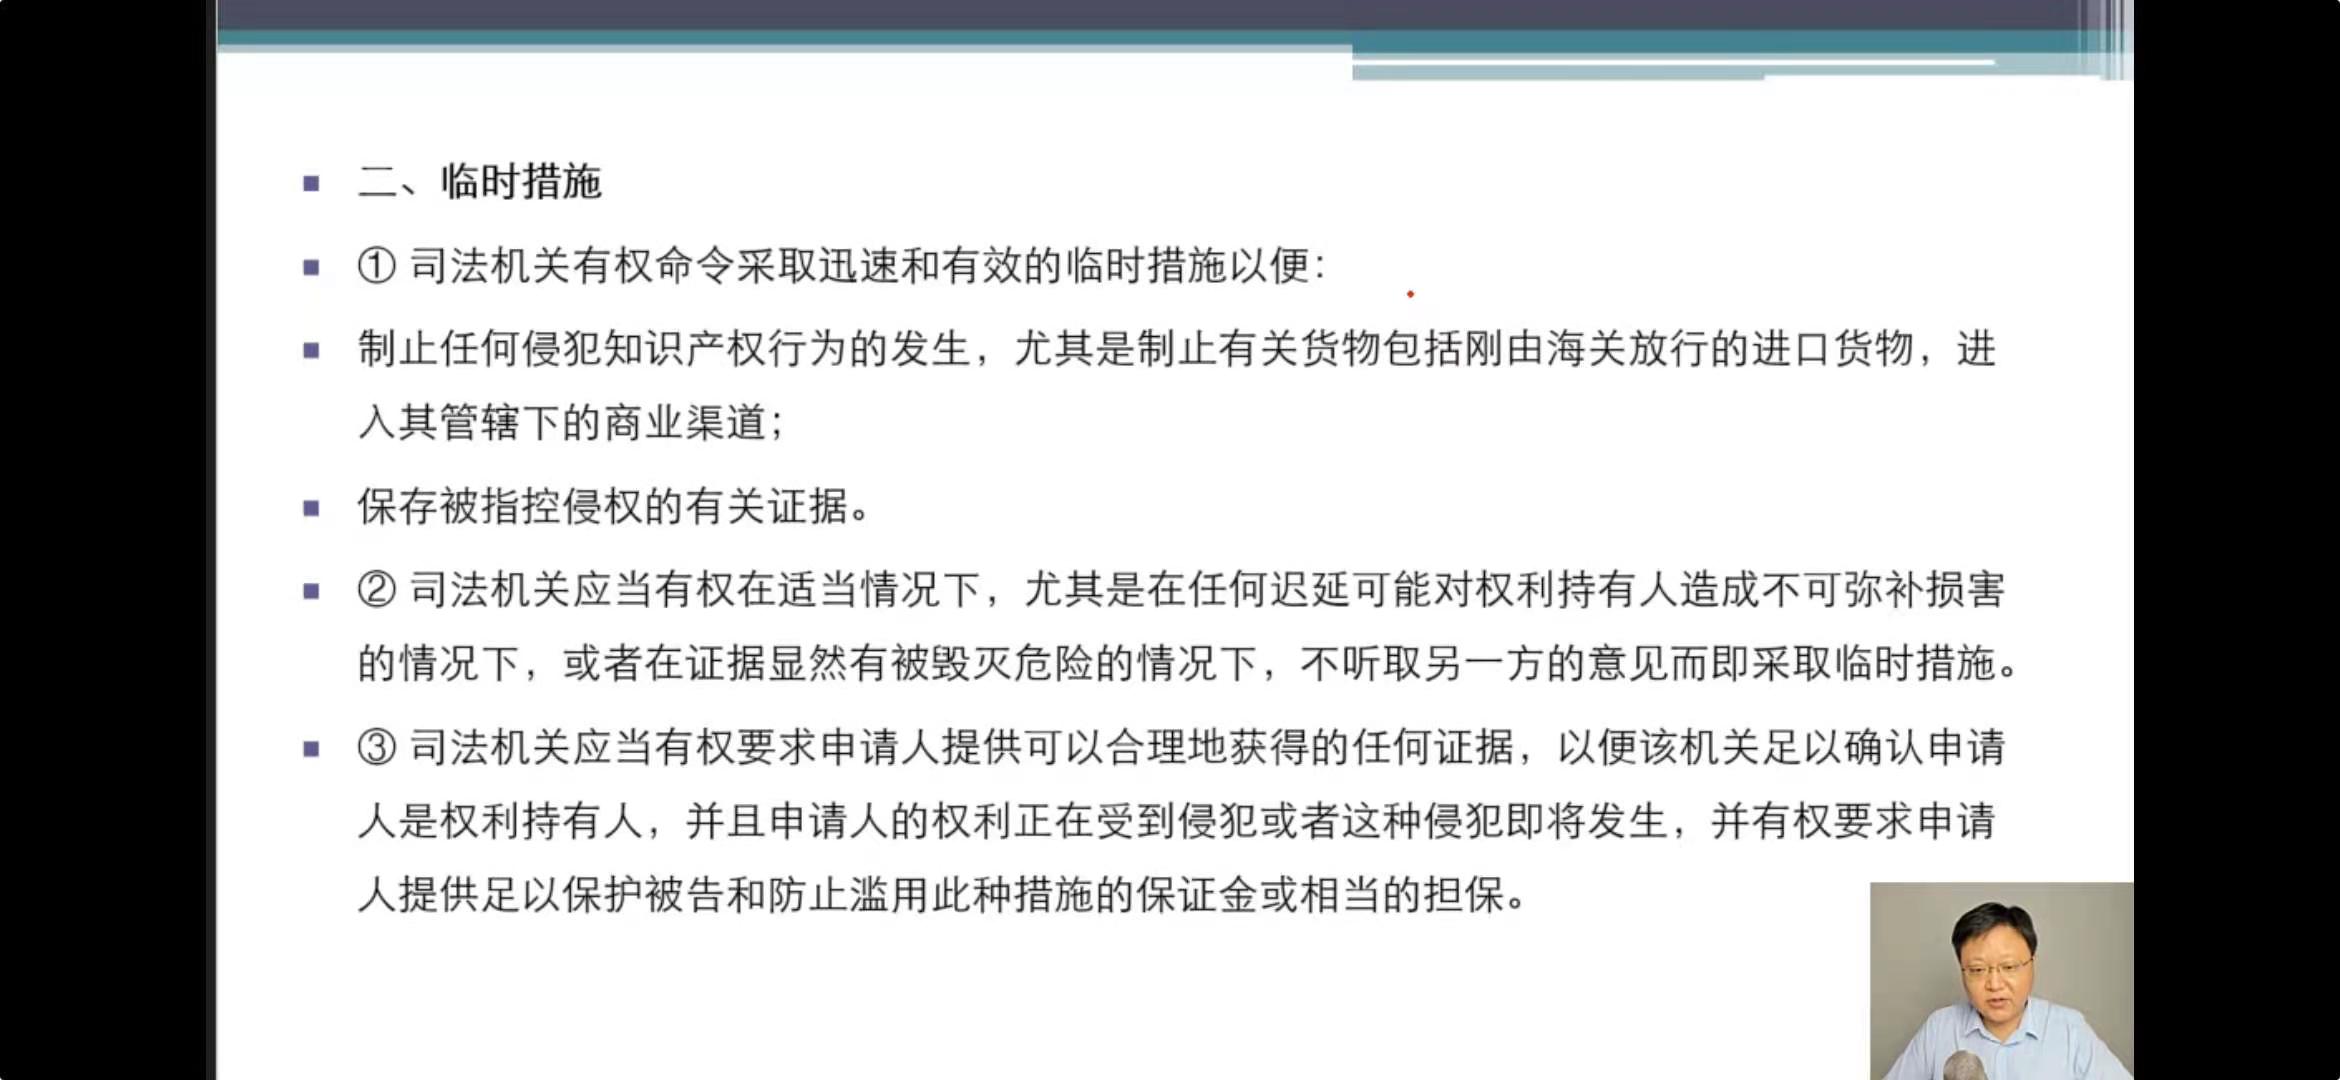 二、临时措施
① 司法机关有权命令采取迅速和有效的临时措施以便：
制止任何侵犯知识产权行为的发生，尤其是制止有关货物包括刚由海关放行的进口货物，进
入其管辖下的商业渠道；
保存被指控侵权的有关证据。
② 司法机关应当有权在适当情况下，尤其是在任何迟延可能对权利持有人造成不可弥补损害
的情况下，或者在证据显然有被毁灭危险的情况下，不听取另一方的意见而即采取临时措施。
③ 司法机关应当有权要求申请人提供可以合理地获得的任何证据，以便该机关足以确认申请
人是权利持有人，并且申请人的权利正在受到侵犯或者这种侵犯即将发生，并有权要求申请
人提供足以保护被告和防止滥用此种措施的保证金或相当的担保。